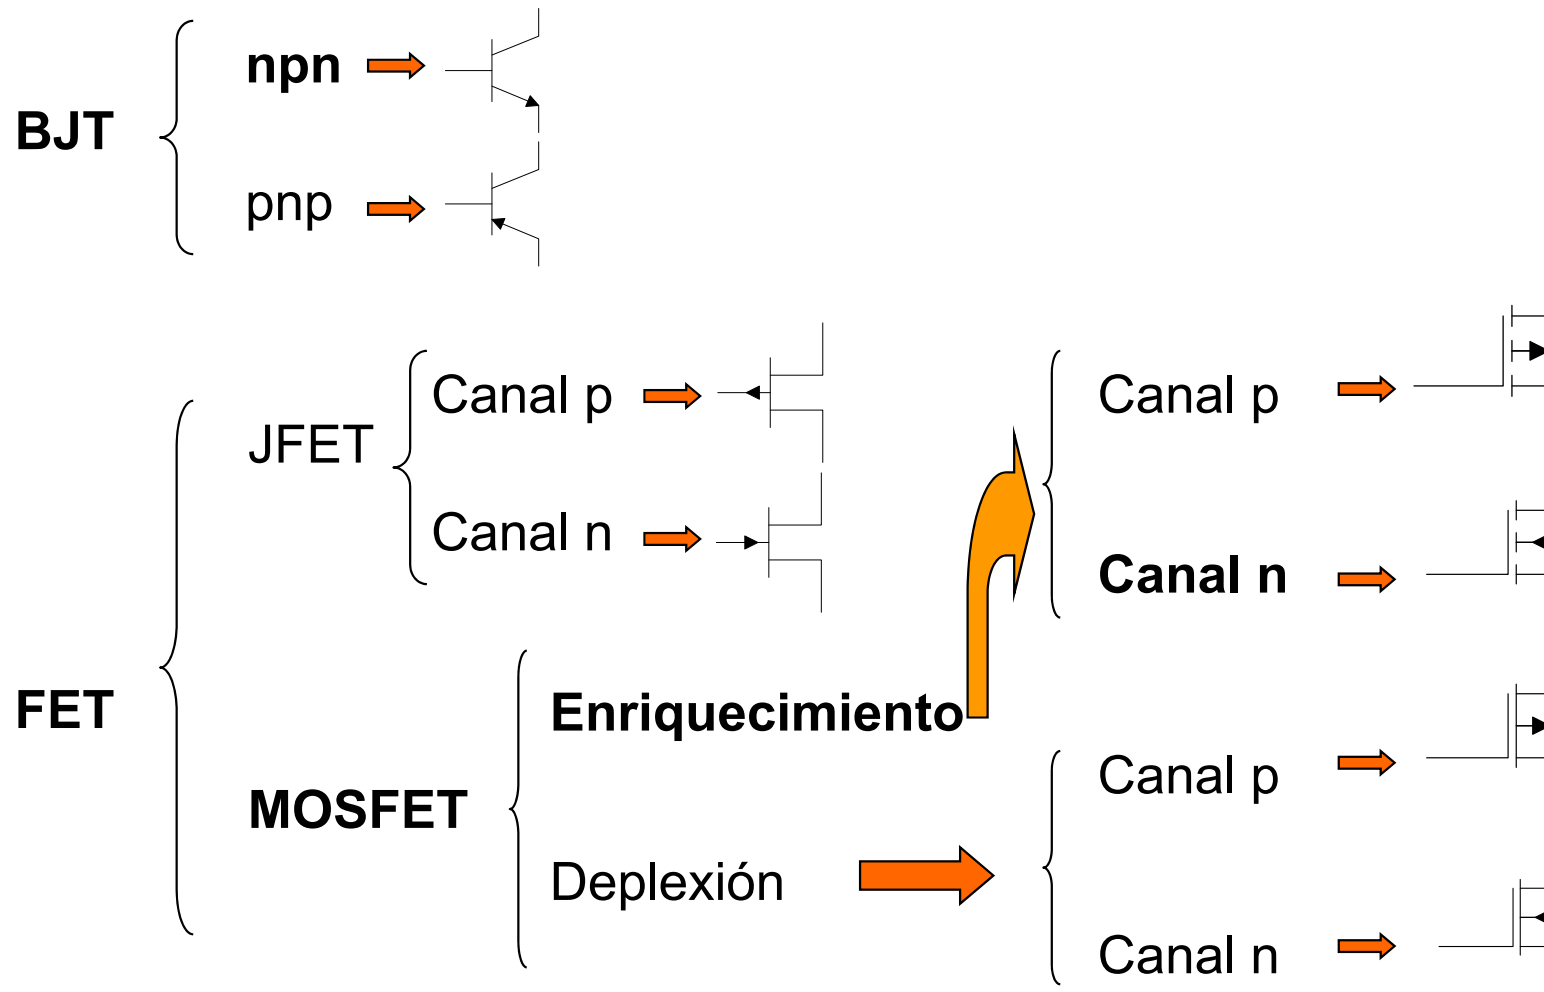 npn
BJT
pnp
Canal p
JFET
Canal n
FET
MOSFET
Enriquecimiento
Deplexión
Canal p
Canal n
Canal p
Canal n